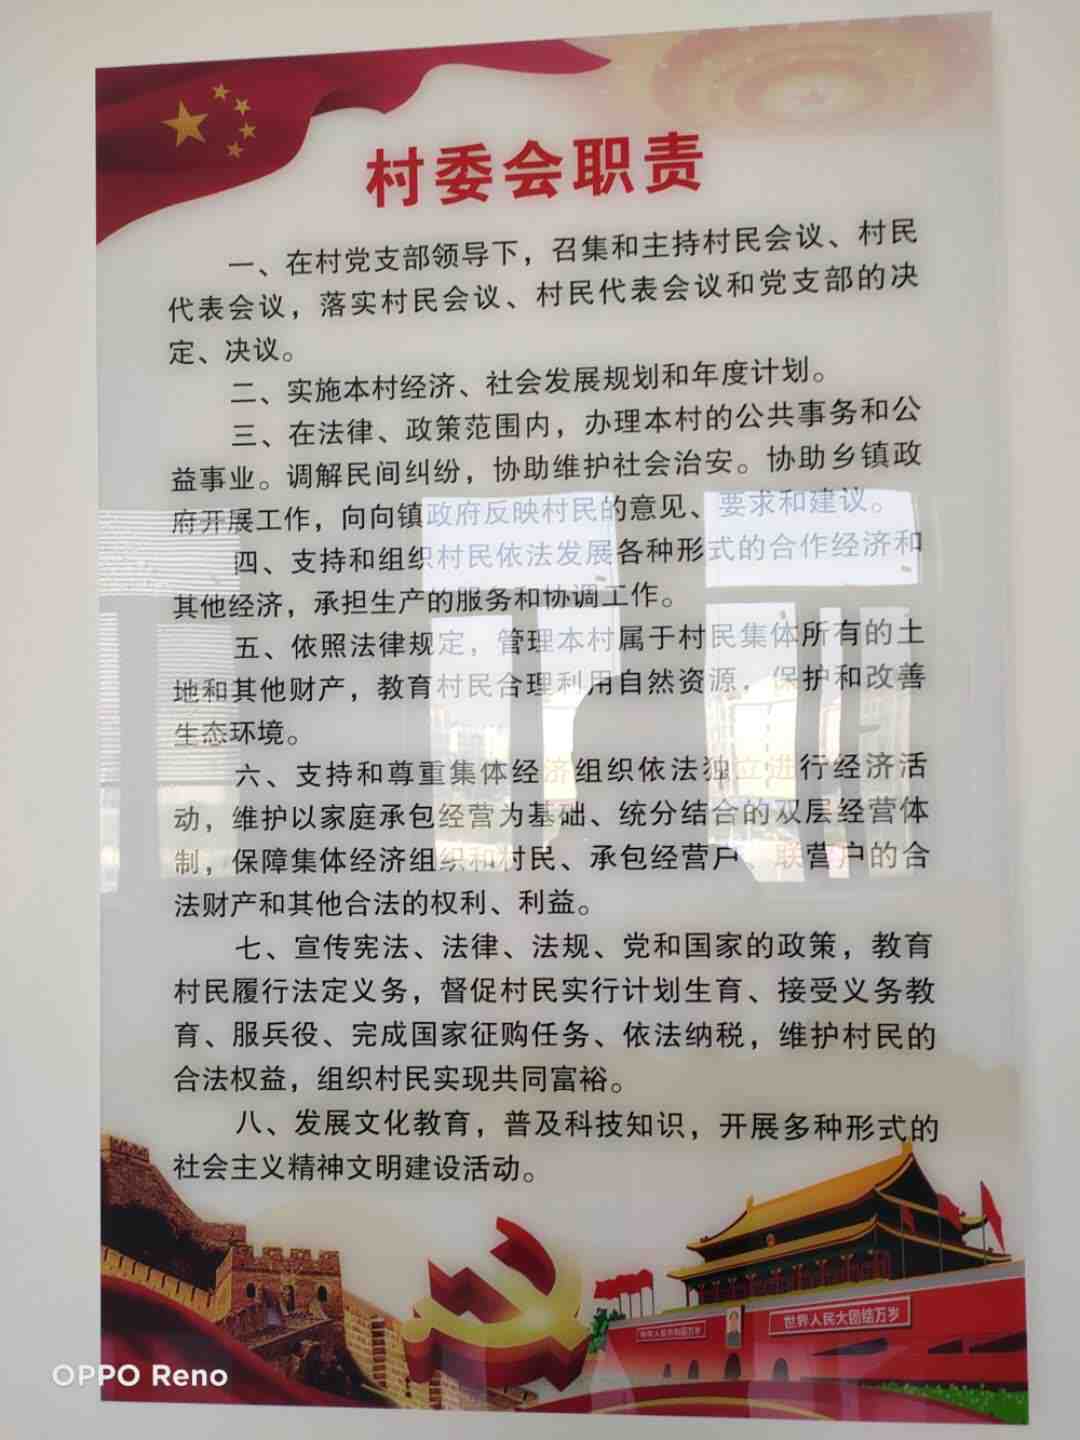 村委会职责
一、在村党支部领导下，召集和主持村民会议、村民
代表会议，落实村民会议、村民代表会议和党支部的决
定、决议。
二、实施本村经济、社会发展规划和年度计划。
三、在法律、政策范围内，办理本村的公共事务和公
益事业。调解民间纠纷，协助维护社会治安。协助乡镇政
府开展工作，向向镇政府反映村民的意见、要求和建议。
四、支持和组织村民依法发展各种形式的合作经济和
其他经济，承担生产的服务和协调工作。
五、依照法律规定，管理本村属于村民集体所有的土
地和其他财产，教育村民合理利用自然资源，保护和改善
生态环境。
六、支持和尊重集体经济组织依法独立进行经济活
动，维护以家庭承包经营为基础、统分结合的双层经营体
制，保障集体经济组织和村民、承包经营户、联营户的合
法财产和其他合法的权利、利益。
七、宣传宪法、法律、法规、党和国家的政策，教育
村民履行法定义务，督促村民实行计划生育、接受义务教
育、服兵役、完成国家征购任务、依法纳税，维护村民的
合法权益，组织村民实现共同富裕。
八、发展文化教育，普及科技知识，开展多种形式的
社会主义精神文明建设活动。
中华人民共和国万岁
世界人民大团结万岁
OPPO Reno